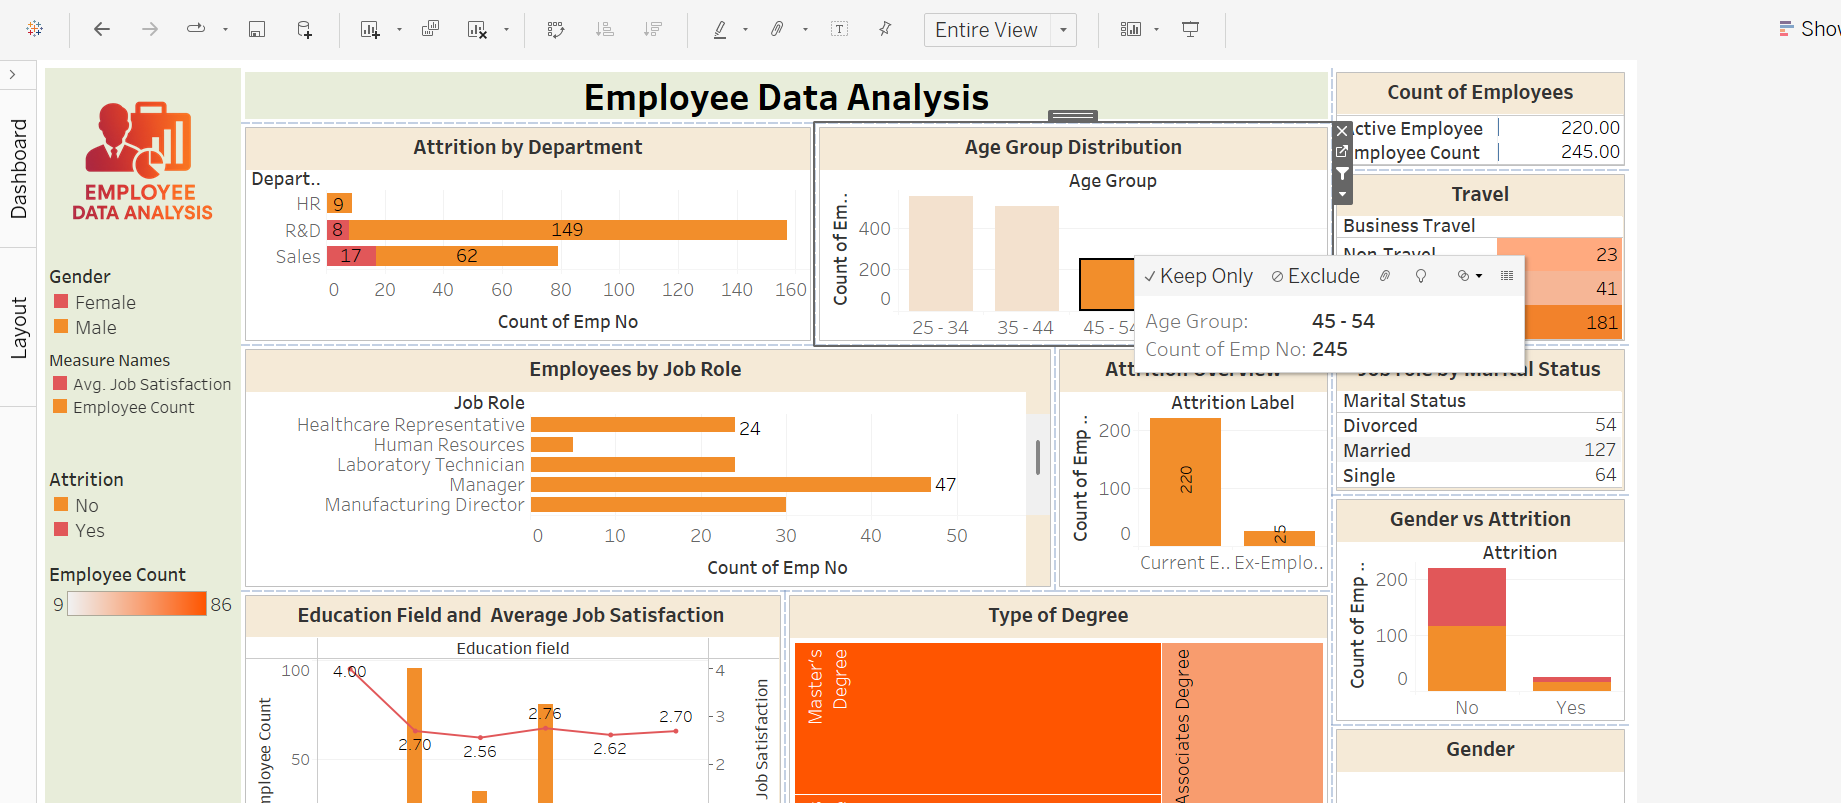 Entire View
Show
Dashboard
Layout
EMPLOYEE
DATA ANALYSIS
Gender
Female
Male
Measure Names
Avg. Job Satisfaction
Employee Count
Attrition
No
Yes
Employee Count
9 86
Employee Data Analysis
Attrition by Department
Depart..
HR 9
R&D 8 149
Sales 17 62
0 20 40 60 80 100 120 140 160
Count of Emp No
Age Group Distribution
Age Group
Count of Em..
400
200
0
25 - 34 35 - 44 45 - 54
Keep Only Exclude
Age Group: 45 - 54
Count of Emp No: 245
Count of Employees
ctive Employee 220.00
mployee Count 245.00
Travel
Business Travel
Non-Travel 23
41
181
Employees by Job Role
Job Role
Healthcare Representative 24
Human Resources
Laboratory Technician
Manager 47
Manufacturing Director
0 10 20 30 40 50
Count of Emp No
Attrition Overview
Attrition Label
Count of Emp ..
200
100
0
220
25
Current E.. Ex-Emplo..
Job Role by Marital Status
Marital Status
Divorced 54
Married 127
Single 64
Gender vs Attrition
Attrition
Count of Emp ..
200
100
0
No Yes
Education Field and Average Job Satisfaction
Education field
mployee Count
100
50
4.00
2.70
2.56
2.76
2.62
2.70
4
3
2
Job Satisfaction
Type of Degree
Master's
Degree
Associates Degree
Gender